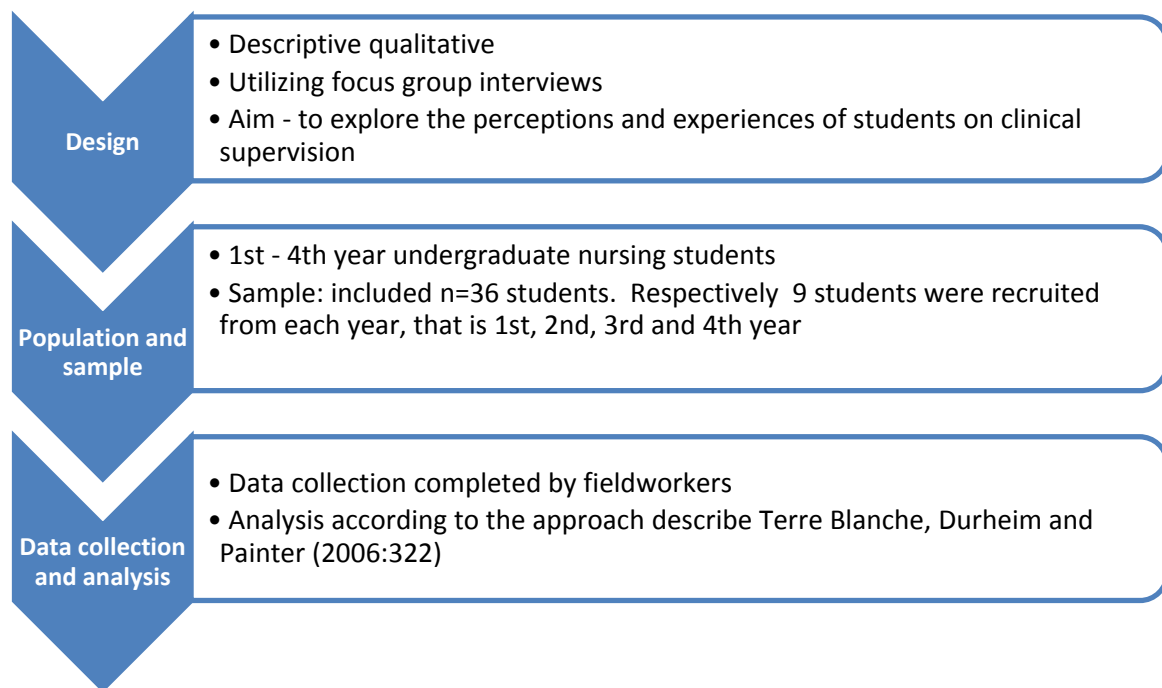 Design
• Descriptive qualitative
• Utilizing focus group interviews
• Aim - to explore the perceptions and experiences of students on clinical
supervision
Population and
sample
• 1st - 4th year undergraduate nursing students
• Sample: included n=36 students.  Respectively  9 students were recruited
from each year, that is 1st, 2nd, 3rd and 4th year
Data collection
and analysis
• Data collection completed by fieldworkers
• Analysis according to the approach describe Terre Blanche, Durheim and
Painter (2006:322)